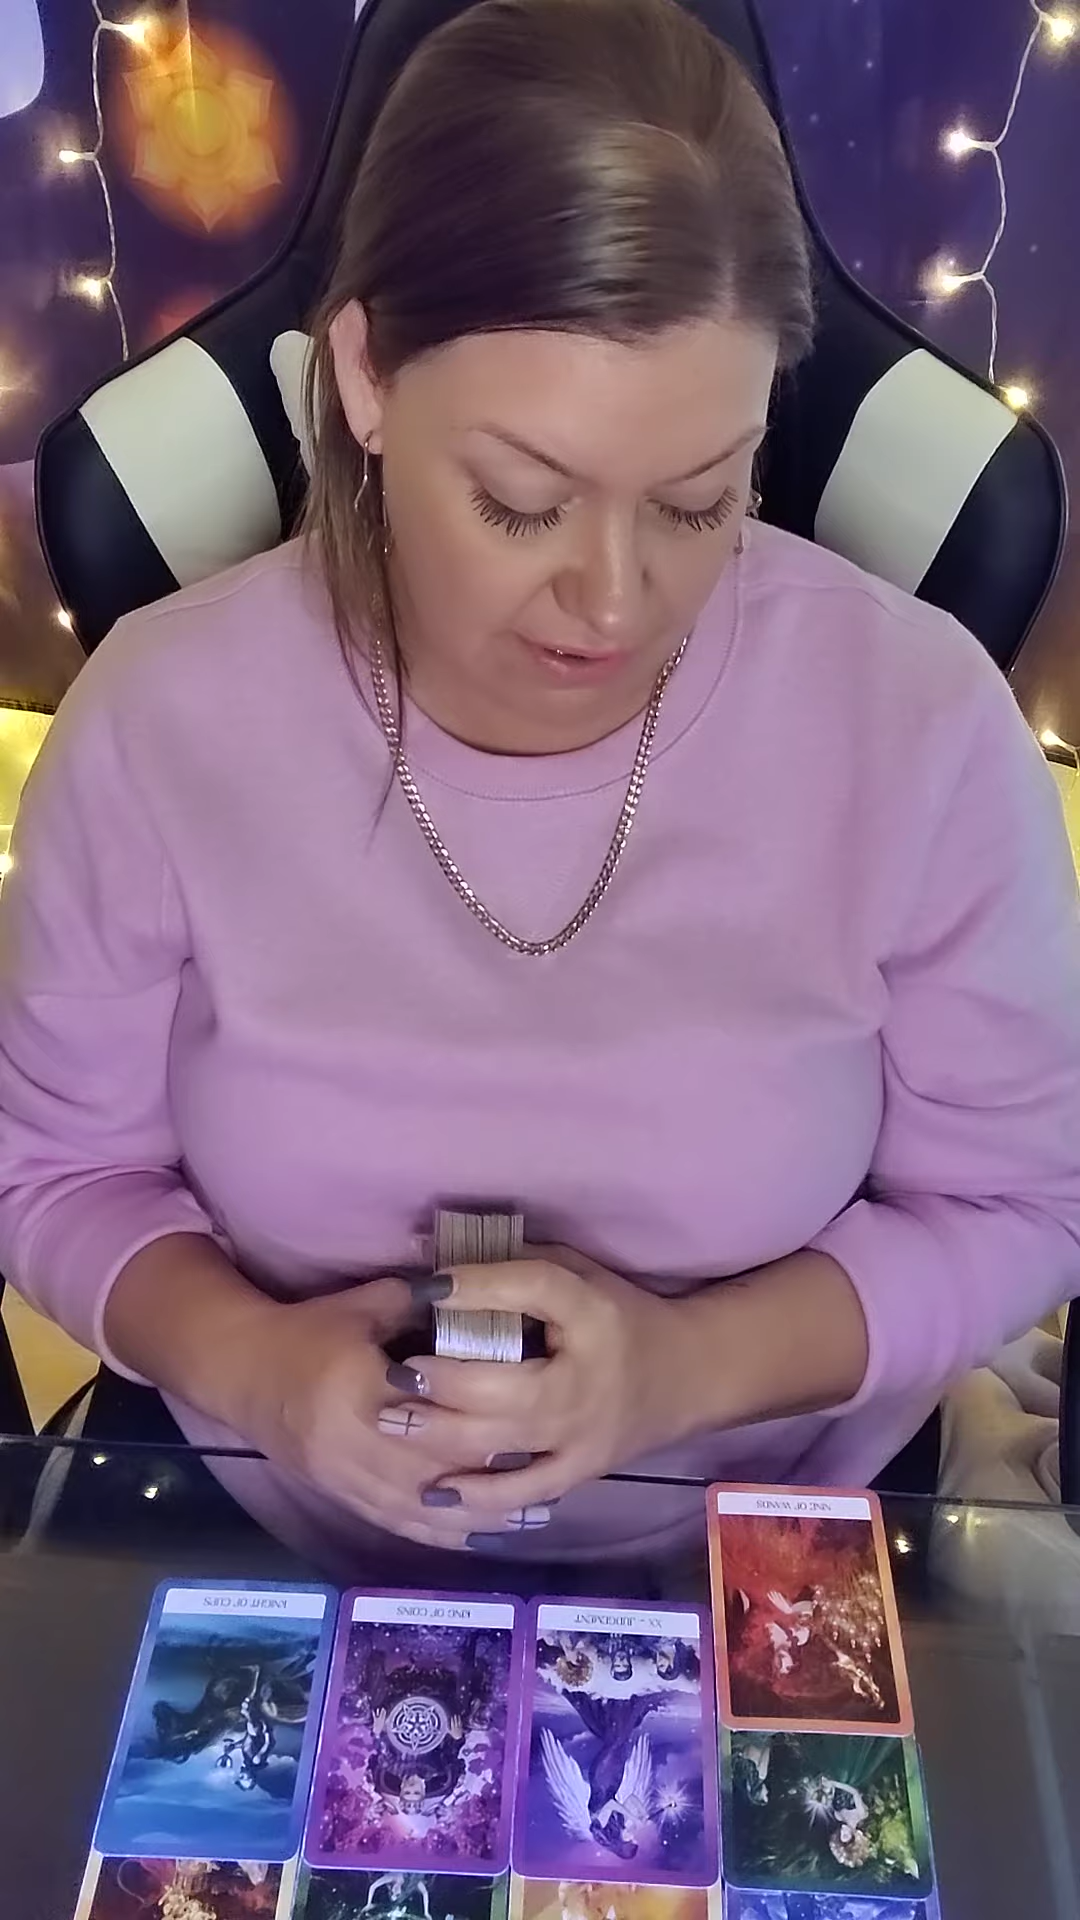 NINE OF WANDS
KNIGHT OF CUPS
KING OF COINS
XX - JUDGEMENT